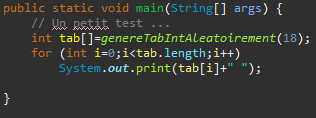 public static void main(String[] args) {
// Un petit test ...
int tab[]=genereTabIntAleatoirement(18);
for (int i=0;i<tab.length;i++)
System.out.print(tab[i]+" ");
}